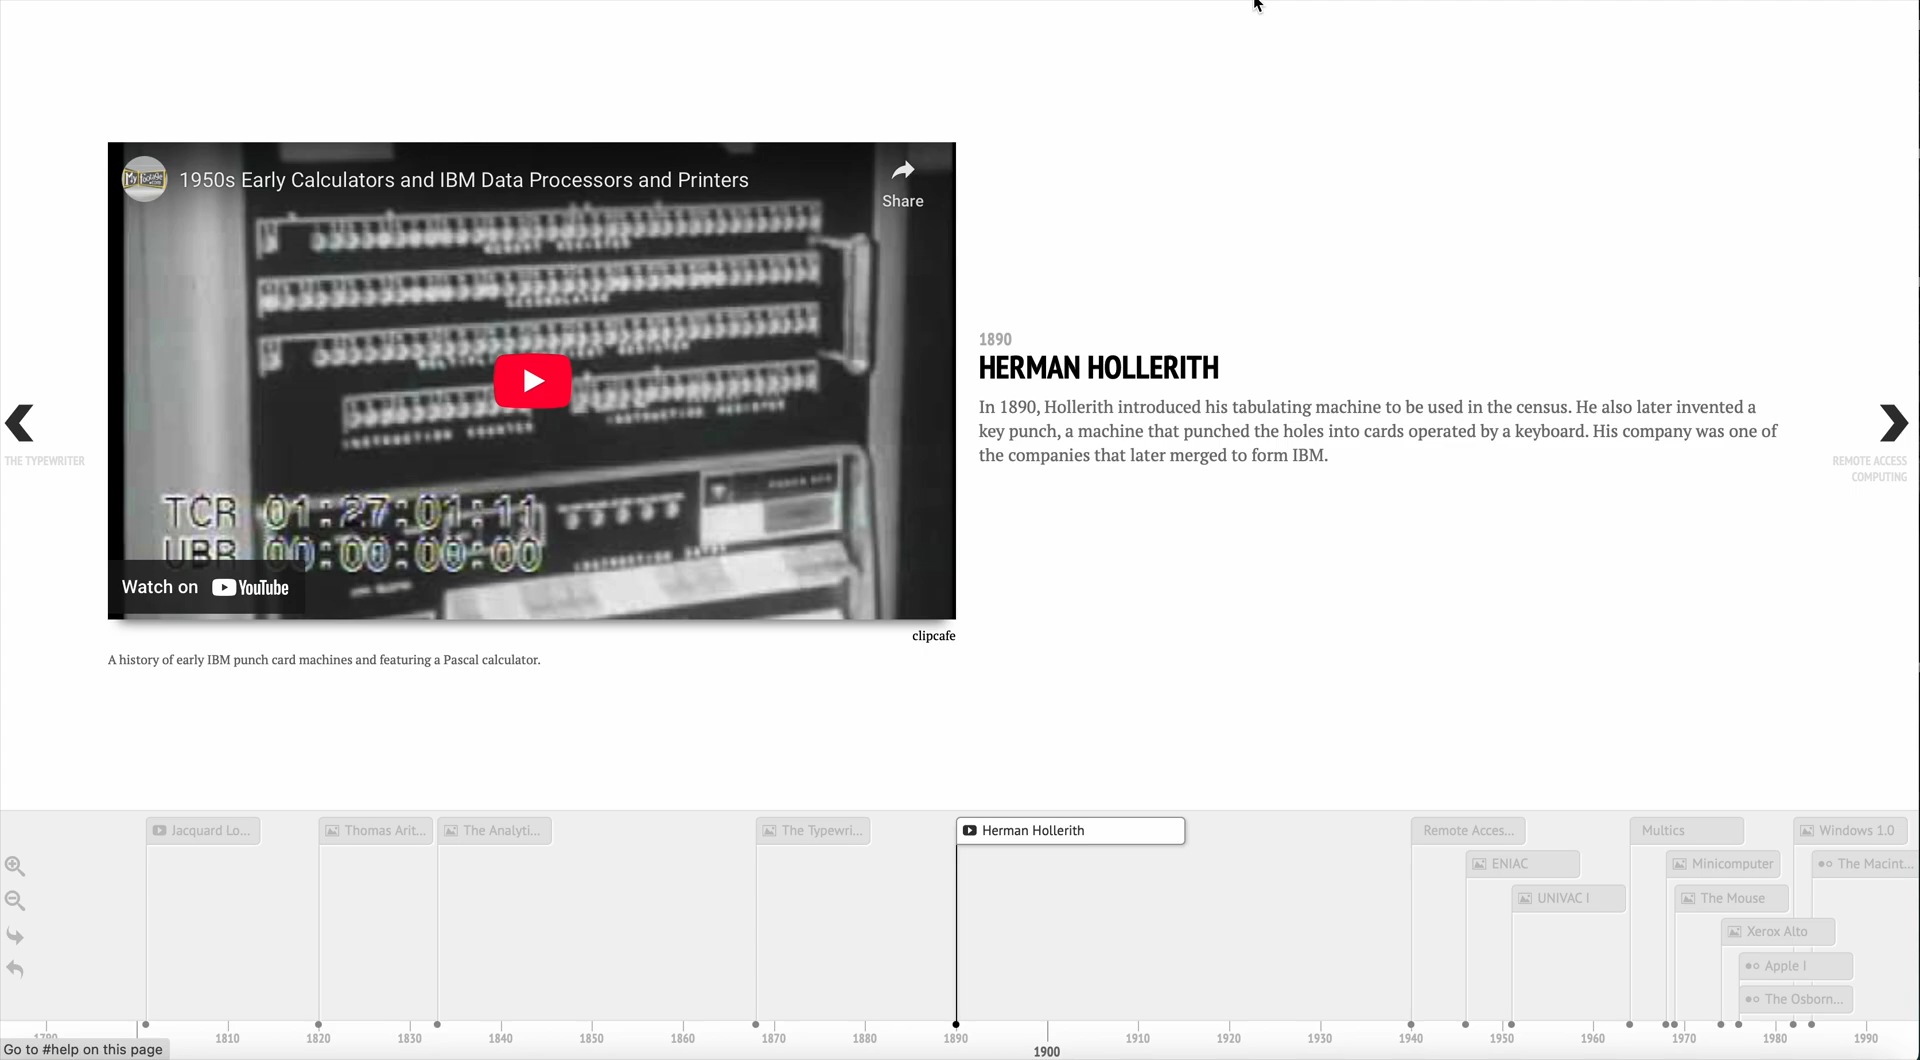 1950s Early Calculators and IBM Data Processors and Printers
Share
TCR 01:27:01:11
UBR 00:00:00:00
INSTRUCTION COUNTER
INSTRUCTION REGISTER
Watch on YouTube
clipcafe
A history of early IBM punch card machines and featuring a Pascal calculator.
THE TYPEWRITER
1890
HERMAN HOLLERITH
In 1890, Hollerith introduced his tabulating machine to be used in the census. He also later invented a
key punch, a machine that punched the holes into cards operated by a keyboard. His company was one of
the companies that later merged to form IBM.
REMOTE ACCESS
COMPUTING
Jacquard Lo...
Thomas Arit...
The Analyti...
The Typewri...
Herman Hollerith
Remote Acces...
Multics
Windows 1.0
ENIAC
Minicomputer
The Macint...
UNIVAC I
The Mouse
Xerox Alto
Apple I
The Osborn...
1790 1810 1820 1830 1840 1850 1860 1870 1880 1890 1900 1910 1920 1930 1940 1950 1960 1970 1980 1990
Go to #help on this page